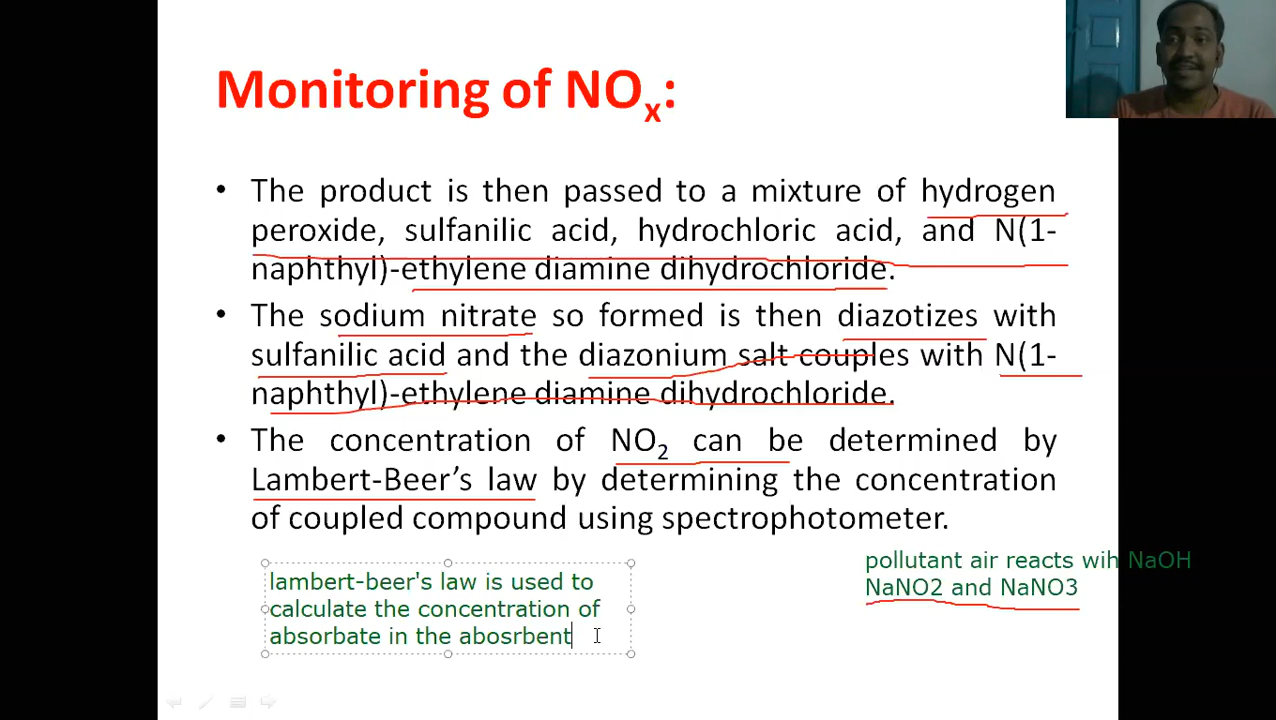 Monitoring of NOx:
• The product is then passed to a mixture of hydrogen
peroxide, sulfanilic acid, hydrochloric acid, and N(1-
naphthyl)-ethylene diamine dihydrochloride.
• The sodium nitrate so formed is then diazotizes with
sulfanilic acid and the diazonium salt couples with N(1-
naphthyl)-ethylene diamine dihydrochloride.
• The concentration of NO2 can be determined by
Lambert-Beer’s law by determining the concentration
of coupled compound using spectrophotometer.
pollutant air reacts wih NaOH
NaNO2 and NaNO3
lambert-beer's law is used to
calculate the concentration of
absorbate in the abosrbent